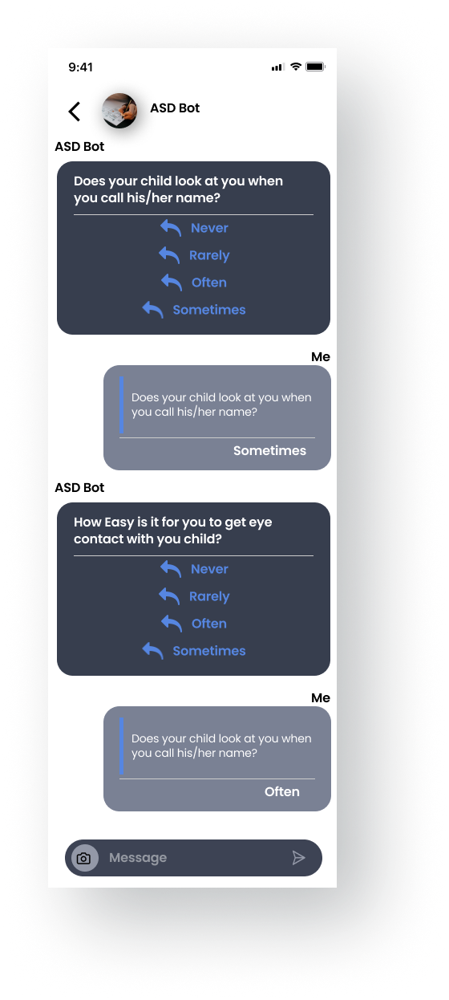 9:41
ASD Bot
ASD Bot
Does your child look at you when
you call his/her name?
Never
Rarely
Often
Sometimes
Me
Does your child look at you when
you call his/her name?
Sometimes
ASD Bot
How Easy is it for you to get eye
contact with you child?
Never
Rarely
Often
Sometimes
Me
Does your child look at you when
you call his/her name?
Often
Message